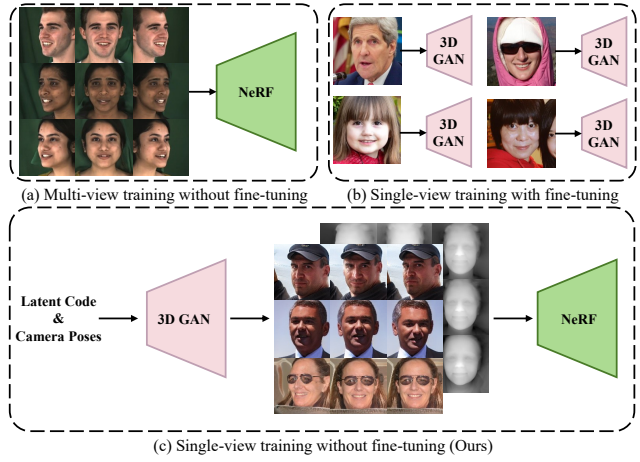 NeRF
3D
GAN
3D
GAN
3D
GAN
3D
GAN
(a) Multi-view training without fine-tuning
(b) Single-view training with fine-tuning
Latent Code
&
Camera Poses
3D GAN
NeRF
(c) Single-view training without fine-tuning (Ours)